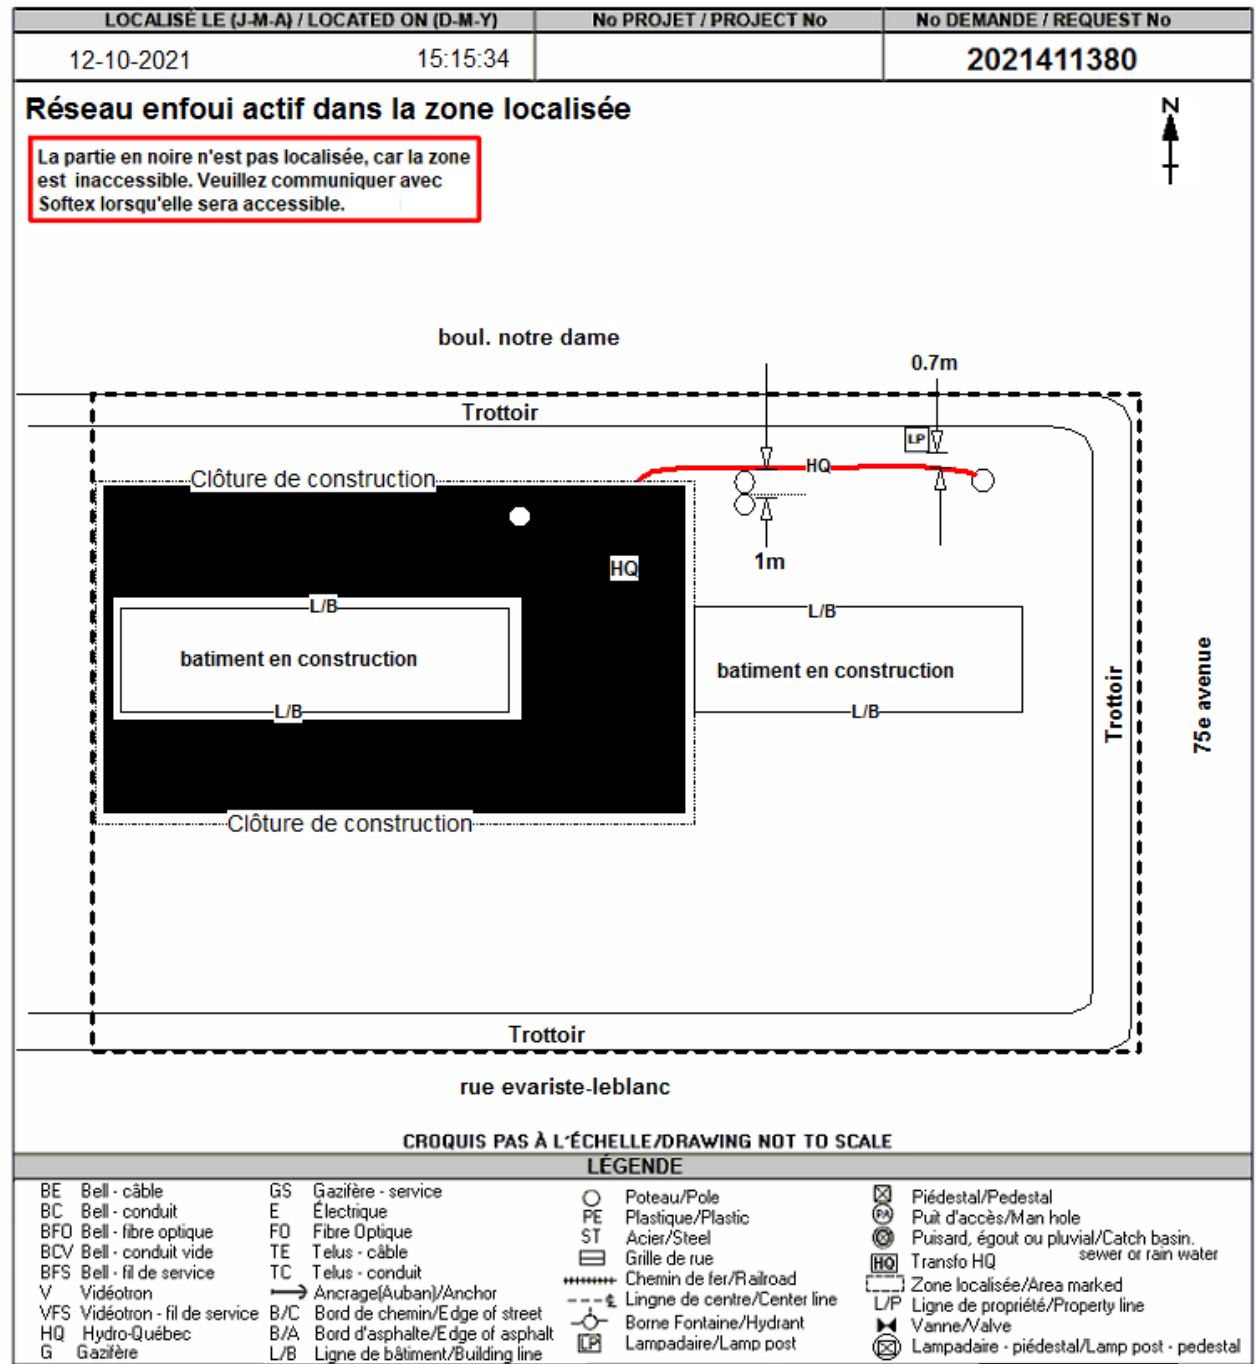 LOCALISÉ LE (J-M-A) / LOCATED ON (D-M-Y)
No PROJET / PROJECT No
No DEMANDE / REQUEST No
12-10-2021 15:15:34
2021411380
Réseau enfoui actif dans la zone localisée
N
La partie en noire n'est pas localisée, car la zone
est inaccessible. Veuillez communiquer avec
Softex lorsqu'elle sera accessible.
boul. notre dame
0.7m
Trottoir
LP
HQ
Clôture de construction
1m
HQ
L/B
L/B
batiment en construction
batiment en construction
L/B
L/B
Trottoir
75e avenue
Clôture de construction
Trottoir
rue evariste-leblanc
CROQUIS PAS À L'ÉCHELLE/DRAWING NOT TO SCALE
LÉGENDE
BE Bell - câble
BC Bell - conduit
BFO Bell - fibre optique
BCV Bell - conduit vide
BFS Bell - fil de service
V Vidéotron
VFS Vidéotron - fil de service
HQ Hydro-Québec
G Gazifère
GS Gazifère - service
E Électrique
FO Fibre Optique
TE Telus - câble
TC Telus - conduit
Ancrage(Auban)/Anchor
B/C Bord de chemin/Edge of street
B/A Bord d'asphalte/Edge of asphalt
L/B Ligne de bâtiment/Building line
Poteau/Pole
PE Plastique/Plastic
ST Acier/Steel
Grille de rue
Chemin de fer/Railroad
Lingne de centre/Center line
Borne Fontaine/Hydrant
LP Lampadaire/Lamp post
Piédestal/Pedestal
PA Puit d'accès/Man hole
Puisard, égout ou pluvial/Catch basin.
sewer or rain water
HQ Transfo HQ
Zone localisée/Area marked
L/P Ligne de propriété/Property line
Vanne/Valve
Lampadaire - piédestal/Lamp post - pedestal